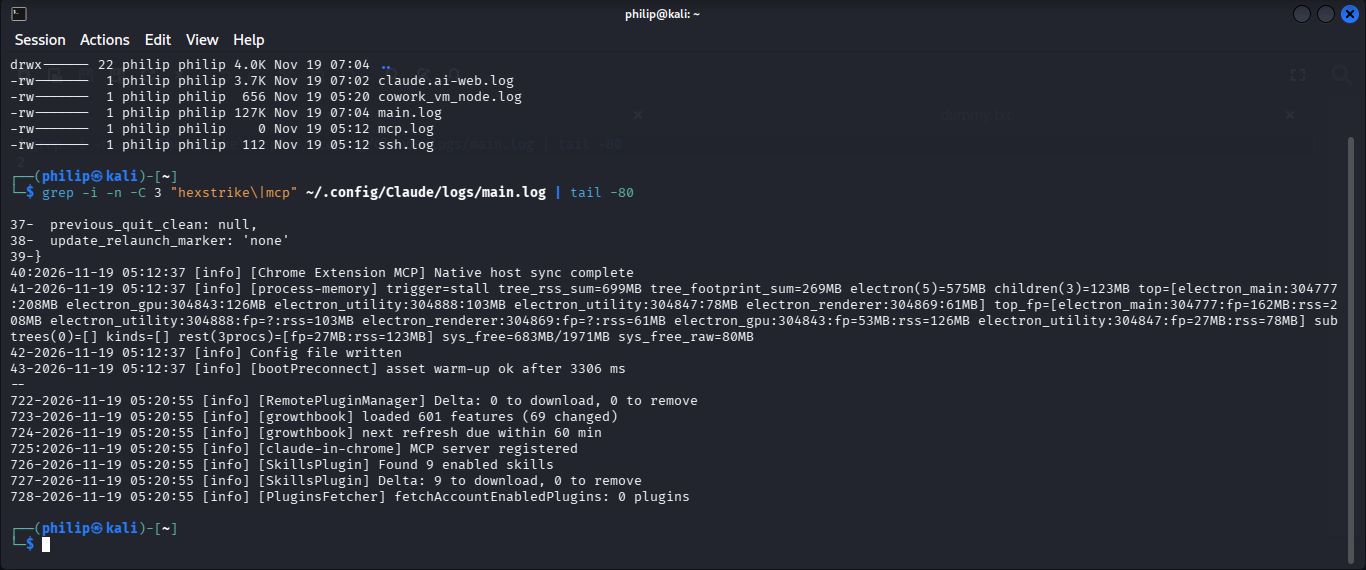 philip@kali: ~
Session Actions Edit View Help
drwx------ 22 philip philip 4.0K Nov 19 07:04 ..
-rw------- 1 philip philip 3.7K Nov 19 07:02 claude.ai-web.log
-rw------- 1 philip philip 656 Nov 19 05:20 cowork_vm_node.log
-rw------- 1 philip philip 127K Nov 19 07:04 main.log
-rw------- 1 philip philip 0 Nov 19 05:12 mcp.log
-rw------- 1 philip philip 112 Nov 19 05:12 ssh.log
┌──(philip㉿kali)-[~]
└─$ grep -i -n -C 3 "hexstrike\|mcp" ~/.config/Claude/logs/main.log | tail -80
37-  previous_quit_clean: null,
38-  update_relaunch_marker: 'none'
39-}
40:2026-11-19 05:12:37 [info] [Chrome Extension MCP] Native host sync complete
41-2026-11-19 05:12:37 [info] [process-memory] trigger=stall tree_rss_sum=699MB tree_footprint_sum=269MB electron(5)=575MB children(3)=123MB top=[electron_main:304777
:208MB electron_gpu:304843:126MB electron_utility:304888:103MB electron_utility:304847:78MB electron_renderer:304869:61MB] top_fp=[electron_main:304777:fp=162MB:rss=2
08MB electron_utility:304888:fp=?:rss=103MB electron_renderer:304869:fp=?:rss=61MB electron_gpu:304843:fp=53MB:rss=126MB electron_utility:304847:fp=27MB:rss=78MB] sub
trees(0)=[] kinds=[] rest(3procs)=[fp=27MB:rss=123MB] sys_free=683MB/1971MB sys_free_raw=80MB
42-2026-11-19 05:12:37 [info] Config file written
43-2026-11-19 05:12:37 [info] [bootPreconnect] asset warm-up ok after 3306 ms
--
722-2026-11-19 05:20:55 [info] [RemotePluginManager] Delta: 0 to download, 0 to remove
723-2026-11-19 05:20:55 [info] [growthbook] loaded 601 features (69 changed)
724-2026-11-19 05:20:55 [info] [growthbook] next refresh due within 60 min
725:2026-11-19 05:20:55 [info] [claude-in-chrome] MCP server registered
726-2026-11-19 05:20:55 [info] [SkillsPlugin] Found 9 enabled skills
727-2026-11-19 05:20:55 [info] [SkillsPlugin] Delta: 9 to download, 0 to remove
728-2026-11-19 05:20:55 [info] [PluginsFetcher] fetchAccountEnabledPlugins: 0 plugins
┌──(philip㉿kali)-[~]
└─$